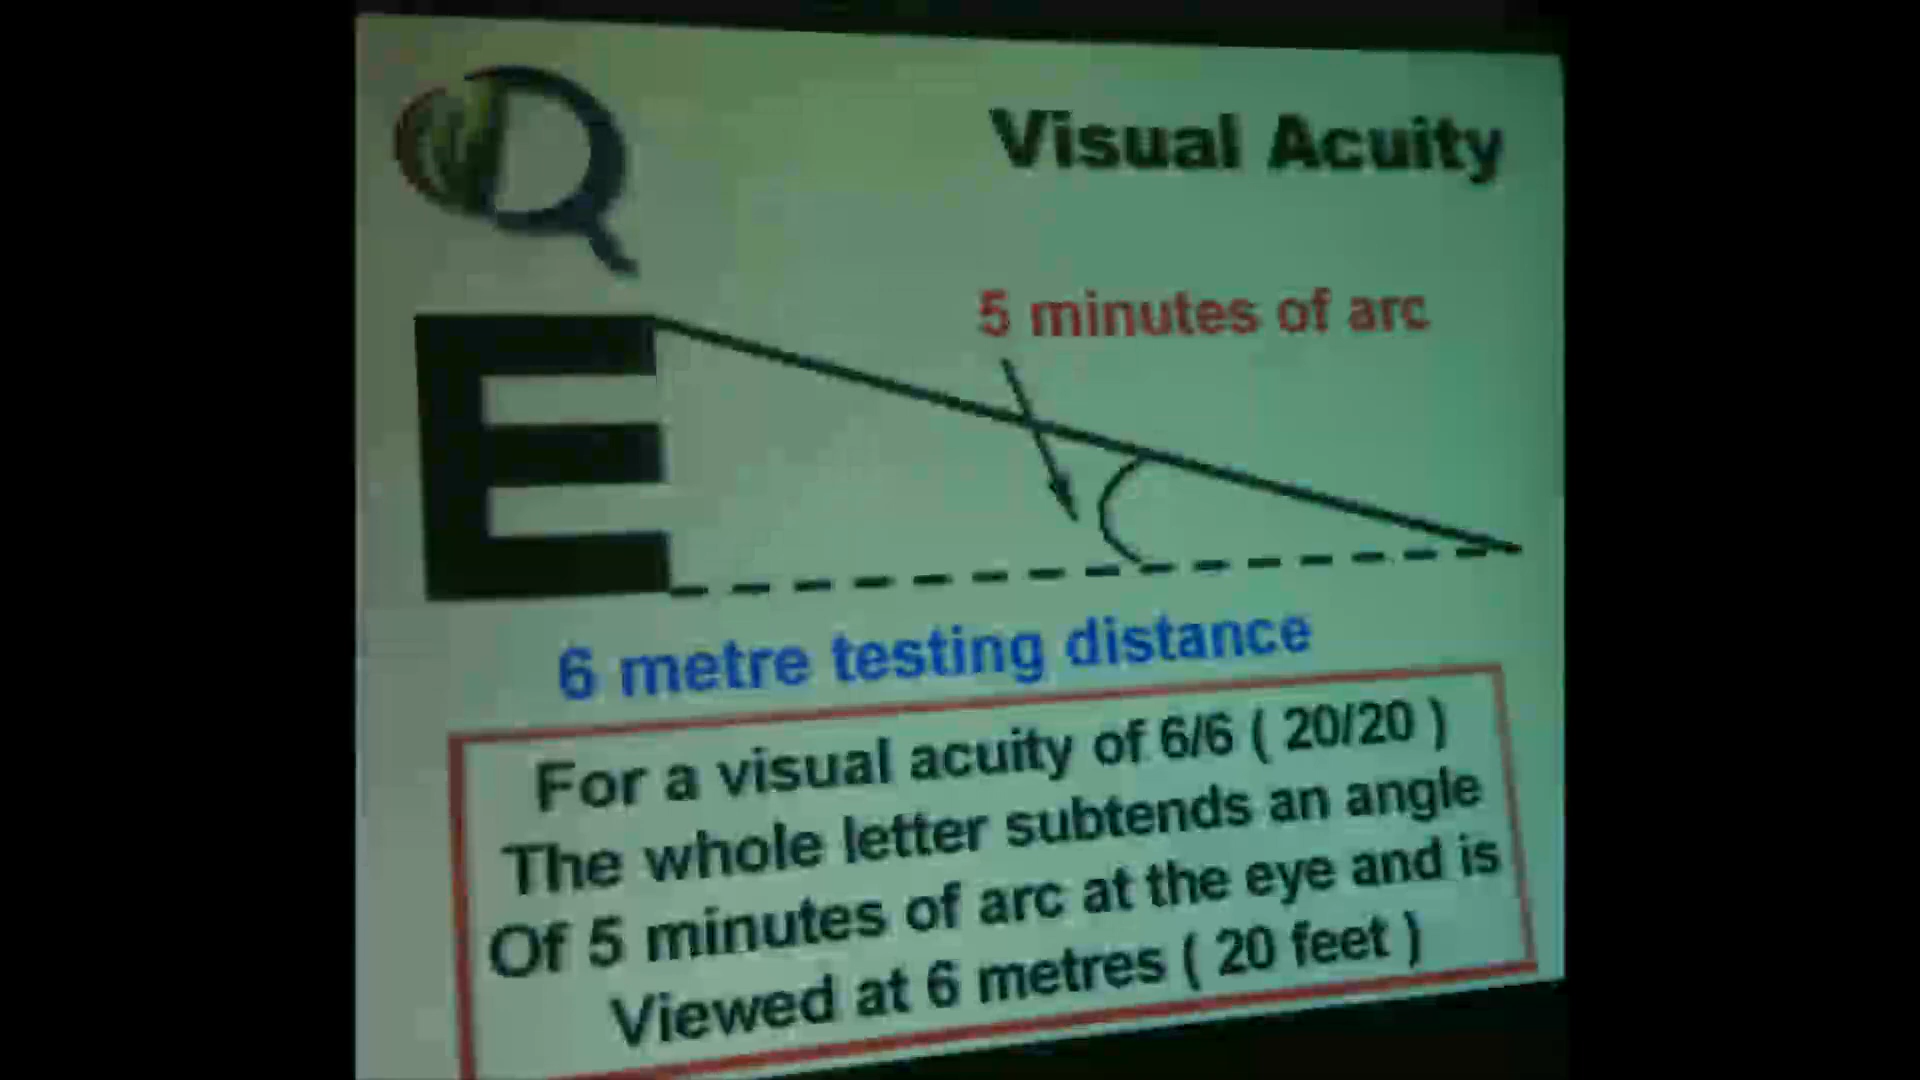 Visual Acuity
5 minutes of arc
E
6 metre testing distance
For a visual acuity of 6/6 ( 20/20 )
The whole letter subtends an angle
Of 5 minutes of arc at the eye and is
Viewed at 6 metres ( 20 feet )